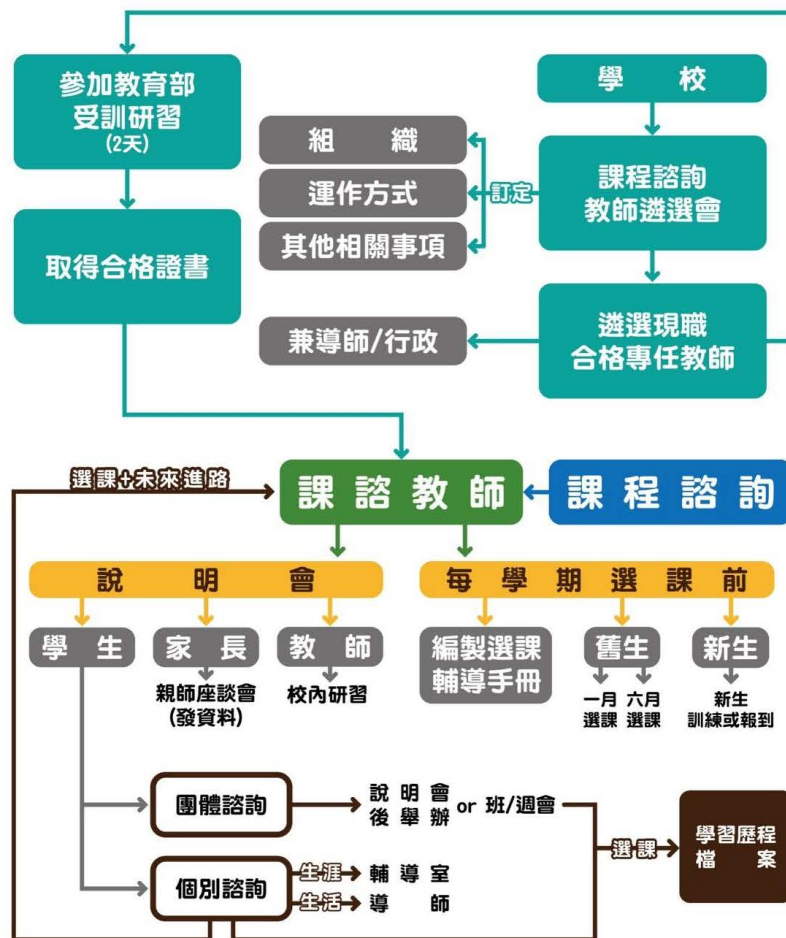 參加教育部
受訓研習
(2天)
取得合格證書
學校
課程諮詢
教師遴選會
訂定
組織
運作方式
其他相關事項
遴選現職
合格專任教師
兼導師/行政
選課+未來進路
課諮教師
課程諮詢
說明會
每學期選課前
學生
家長
教師
親師座談會
(發資料)
校內研習
編製選課
輔導手冊
舊生
新生
一月
選課
六月
選課
新生
訓練或報到
團體諮詢
說明會
後舉辦
or 班/週會
選課
學習歷程
檔案
個別諮詢
生涯
輔導室
生活
導師